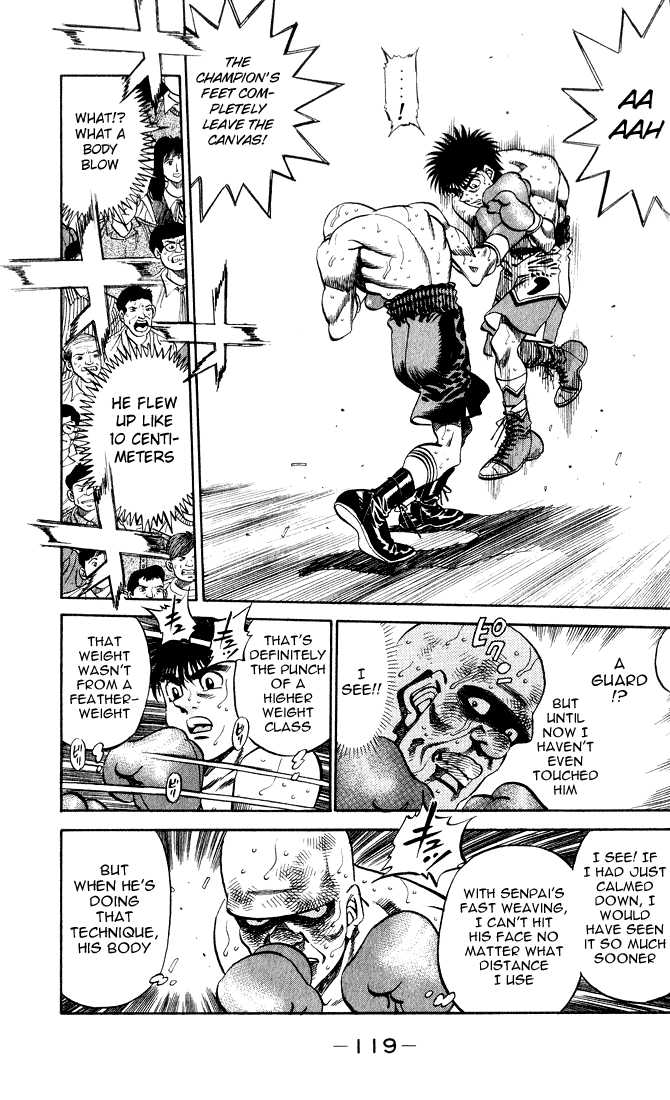 AA
AAH
......!
THE
CHAMPION'S
FEET COM-
PLETELY
LEAVE THE
CANVAS!
WHAT!?
WHAT A
BODY
BLOW
HE FLEW
UP LIKE
10 CENTI-
METERS
A
GUARD
!?
BUT
UNTIL
NOW I
HAVEN'T
EVEN
TOUCHED
HIM
I
SEE!!
THAT'S
DEFINITELY
THE PUNCH
OF A
HIGHER
WEIGHT
CLASS
THAT
WEIGHT
WASN'T
FROM A
FEATHER-
WEIGHT
I SEE! IF
I HAD JUST
CALMED
DOWN, I
WOULD
HAVE SEEN
IT SO MUCH
SOONER
WITH SENPAI'S
FAST WEAVING,
I CAN'T HIT
HIS FACE NO
MATTER WHAT
DISTANCE
I USE
BUT
WHEN HE'S
DOING
THAT
TECHNIQUE,
HIS BODY
-119-